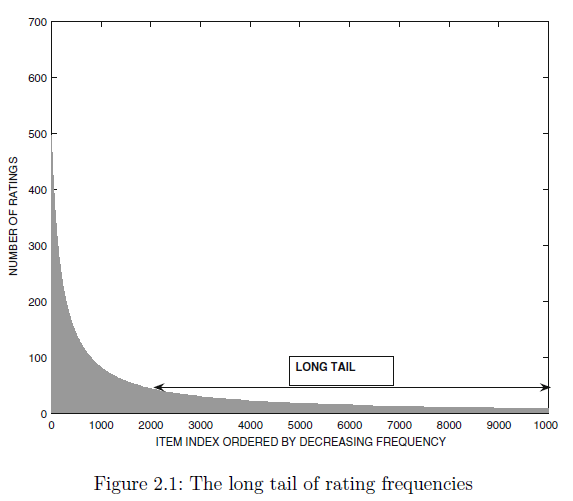 700
600
500
400
300
200
100
0
NUMBER OF RATINGS
LONG TAIL
0 1000 2000 3000 4000 5000 6000 7000 8000 9000 1000
ITEM INDEX ORDERED BY DECREASING FREQUENCY
Figure 2.1: The long tail of rating frequencies